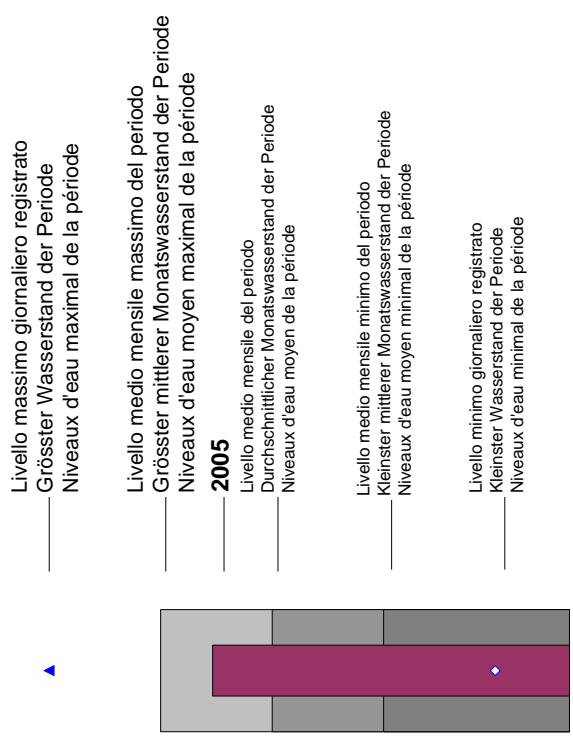 Livello massimo giornaliero registrato
Grösster Wasserstand der Periode
Niveaux d'eau maximal de la période
Livello medio mensile massimo del periodo
Grösster mittlerer Monatswasserstand der Periode
Niveaux d'eau moyen maximal de la période
2005
Livello medio mensile del periodo
Durchschnittlicher Monatswasserstand der Periode
Niveaux d'eau moyen de la période
Livello medio mensile minimo del periodo
Kleinster mittlerer Monatswasserstand der Periode
Niveaux d'eau moyen minimal de la période
Livello minimo giornaliero registrato
Kleinster Wasserstand der Periode
Niveaux d'eau minimal de la période